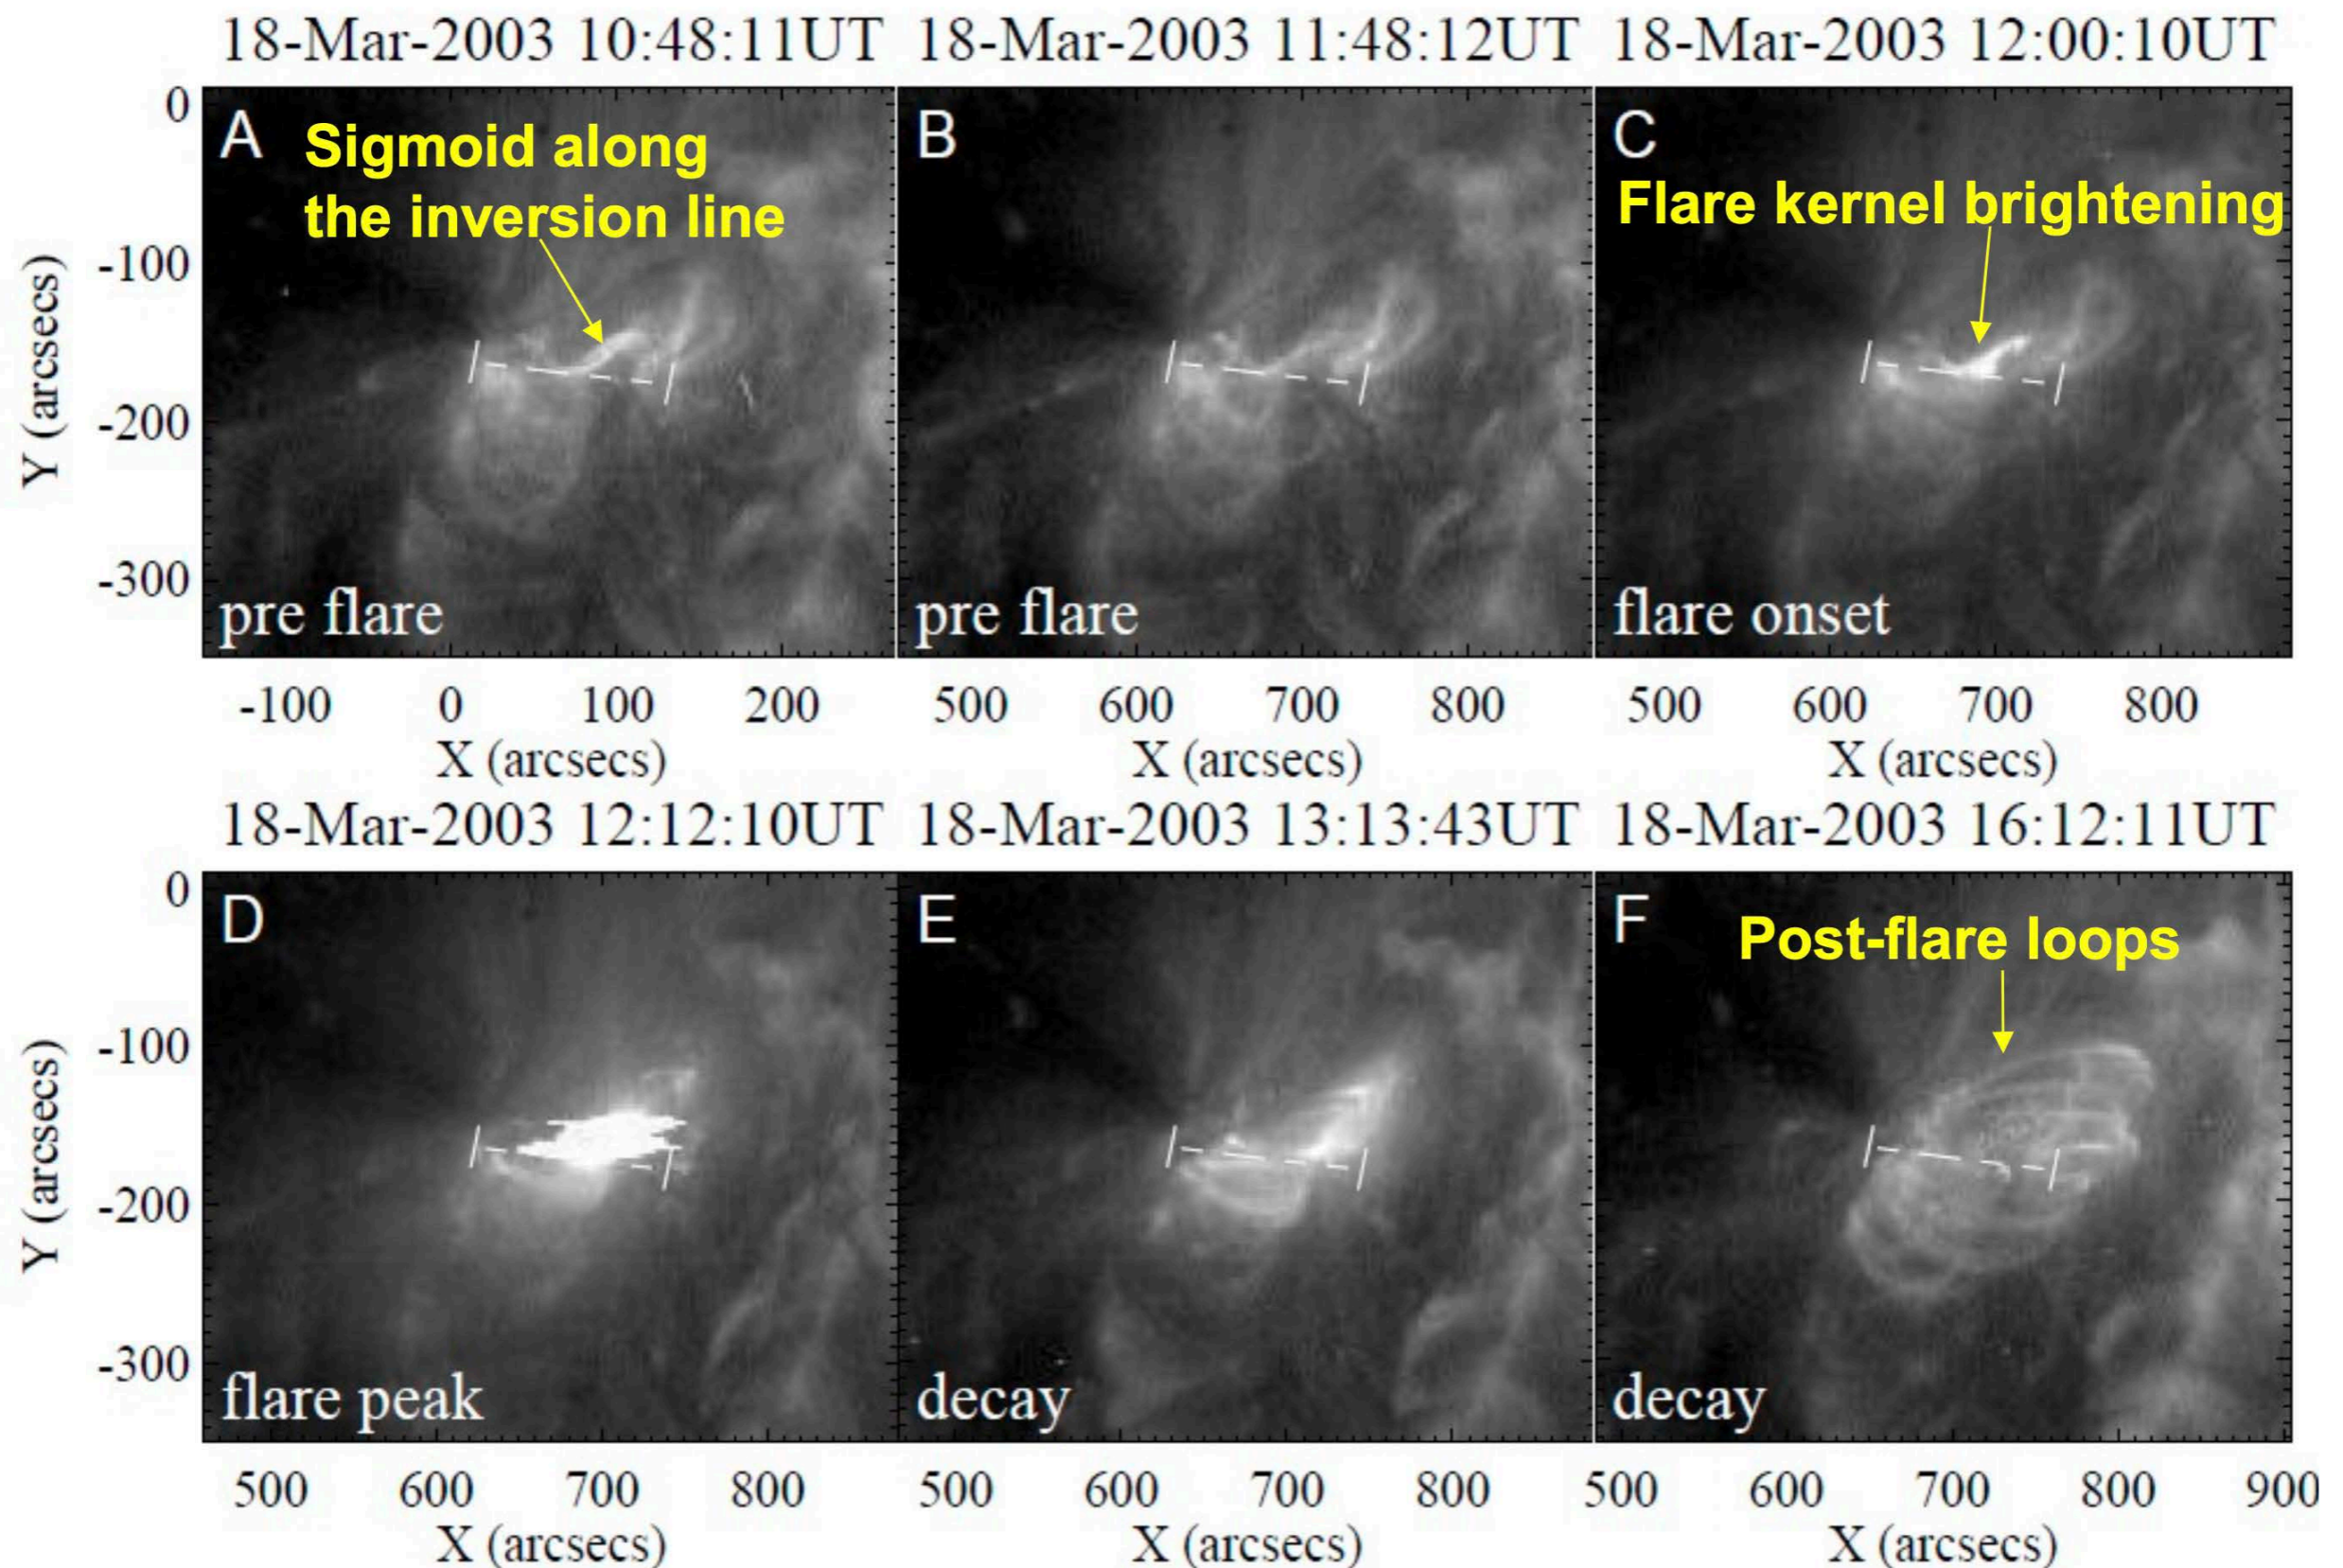 18-Mar-2003 10:48:11UT
18-Mar-2003 11:48:12UT
18-Mar-2003 12:00:10UT
A
Sigmoid along
the inversion line
pre flare
B
pre flare
C
Flare kernel brightening
flare onset
Y (arcsecs)
0
-100
-200
-300
-100 0 100 200
X (arcsecs)
500 600 700 800
X (arcsecs)
500 600 700 800
X (arcsecs)
18-Mar-2003 12:12:10UT
18-Mar-2003 13:13:43UT
18-Mar-2003 16:12:11UT
D
flare peak
E
decay
F
Post-flare loops
decay
Y (arcsecs)
0
-100
-200
-300
500 600 700 800
X (arcsecs)
500 600 700 800
X (arcsecs)
500 600 700 800 900
X (arcsecs)